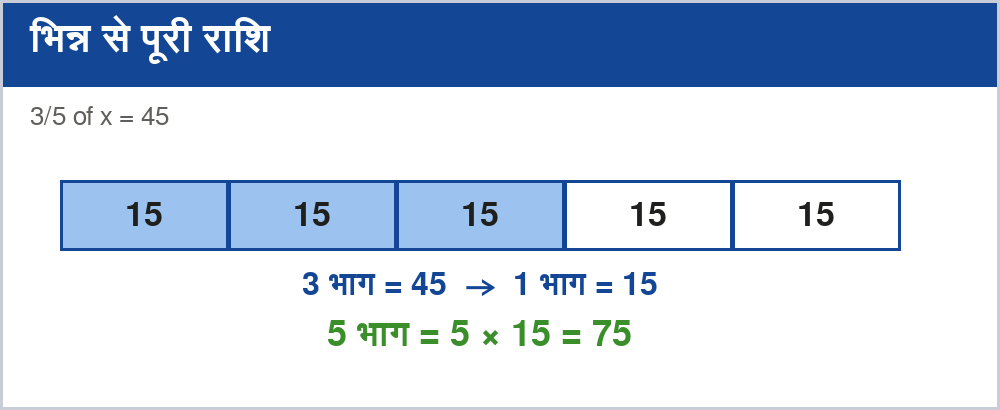 भिन्न से पूरी राशि
3/5 of x = 45
15 15 15 15 15
3 भाग = 45 → 1 भाग = 15
5 भाग = 5 × 15 = 75